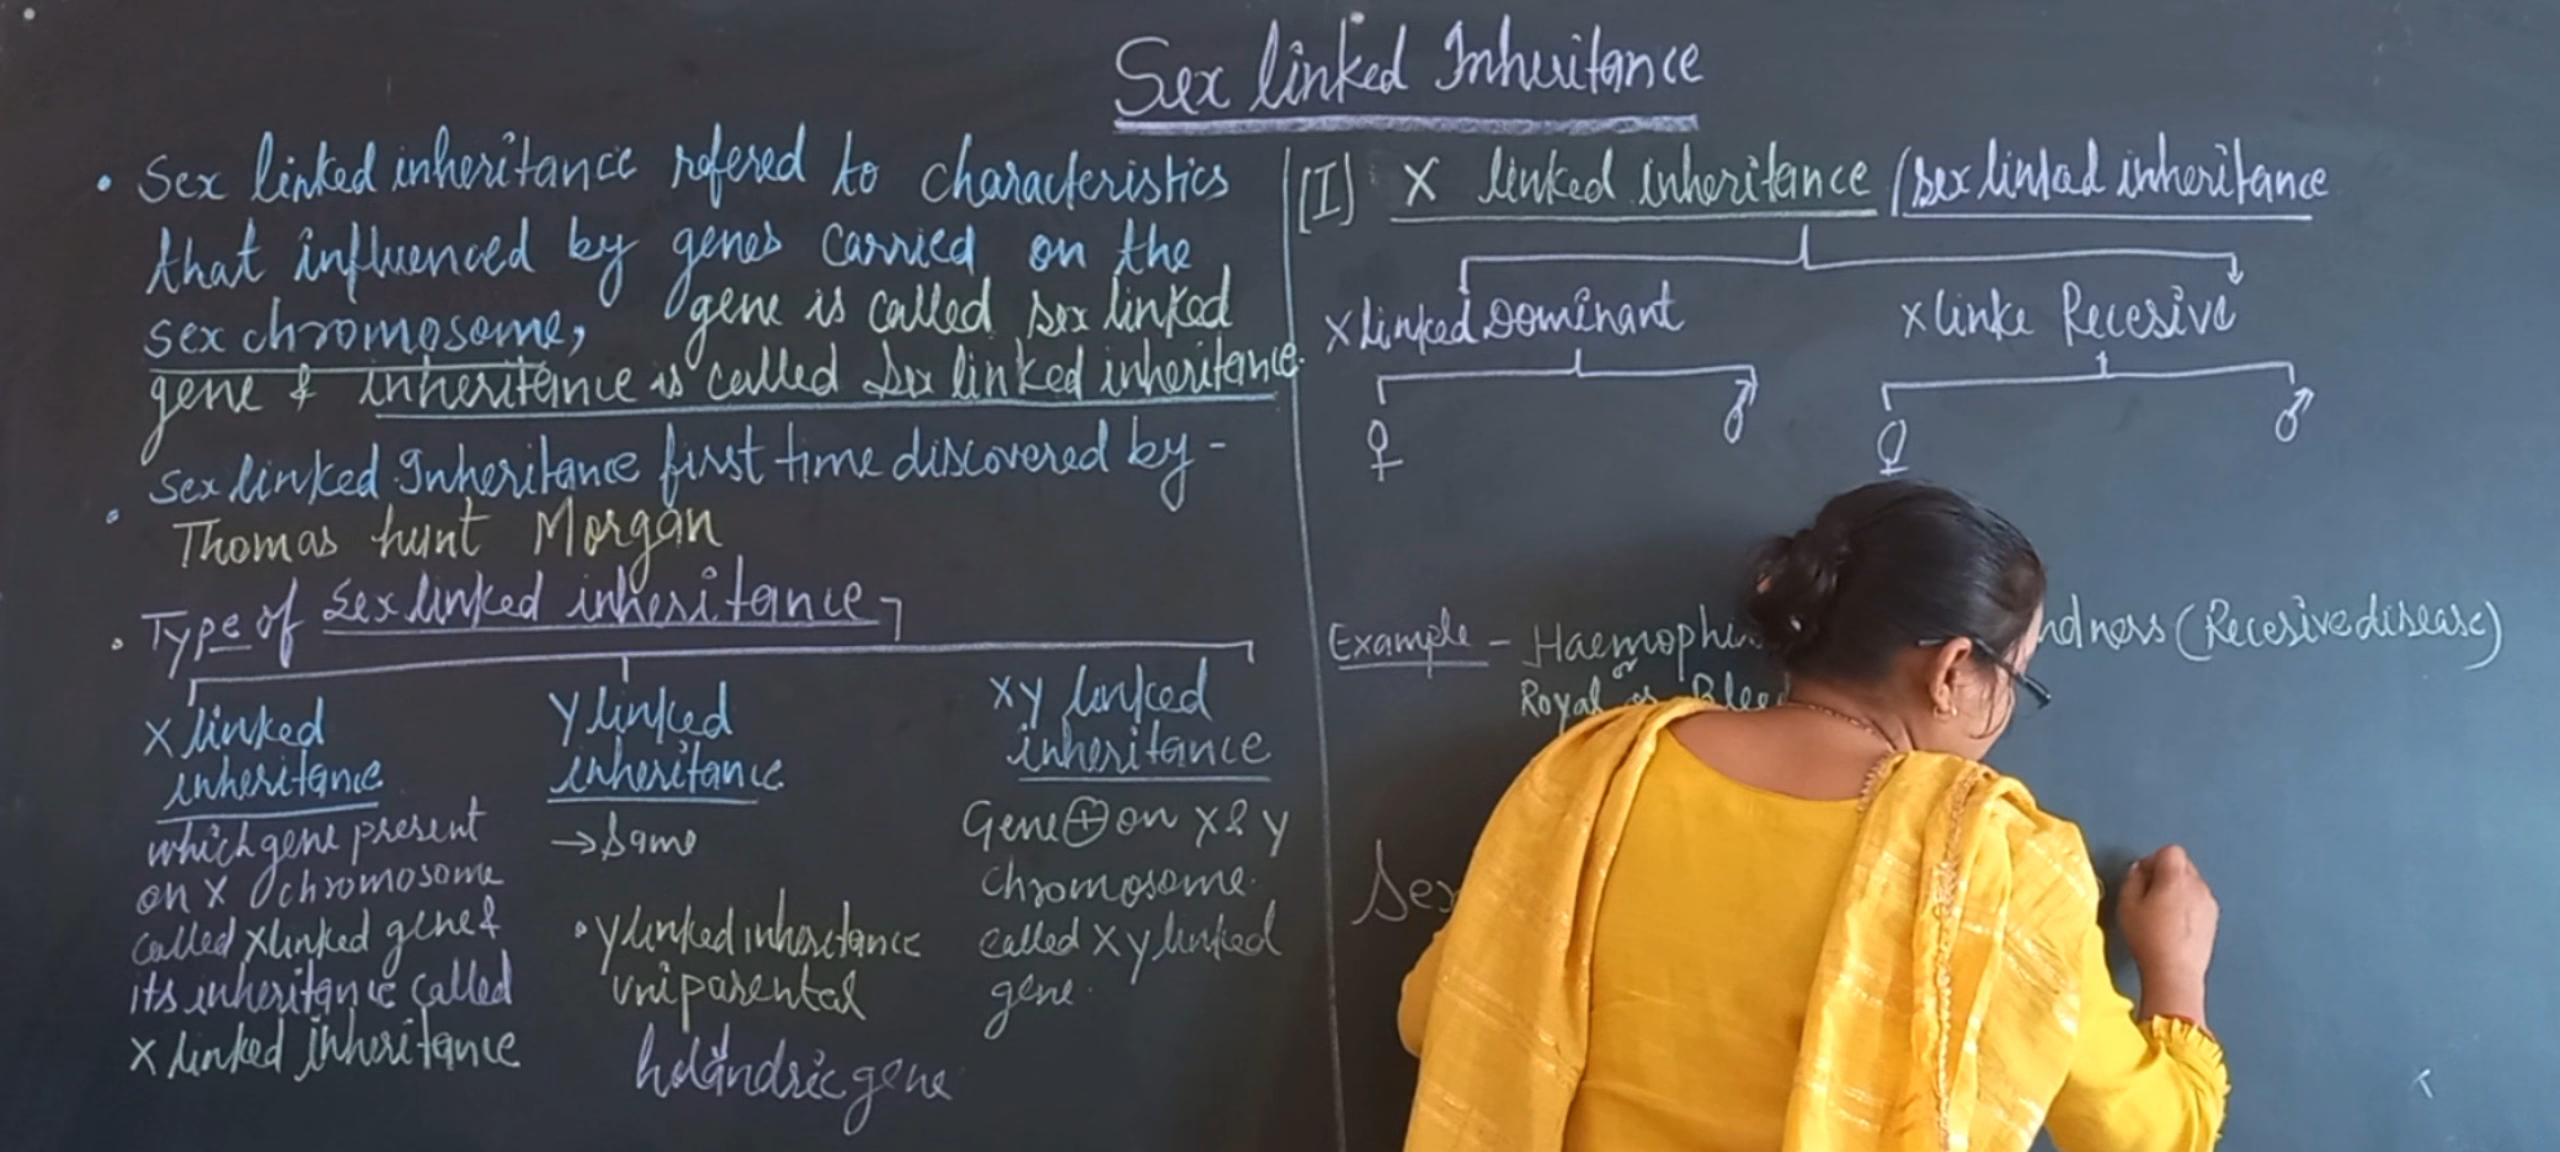 Sex linked Inheritance
• Sex linked inheritance refered to characteristics
that influenced by genes carried on the
sex chromosome, gene is called sex linked
gene & inheritance is called Sex linked inheritance.
• Sex linked Inheritance first time discovered by -
Thomas hunt Morgan
• Type of Sex linked inheritance
X linked
inheritance
which gene present
on X chromosome
called X linked gene &
its inheritance called
X linked inheritance
Y linked
inheritance
→ Same
• Y linked inheritance
uniparental
holandric gene
XY linked
inheritance
Gene ⊕ on X & Y
chromosome.
called XY linked
gene.
[I] X linked inheritance / sex linked inheritance
X linked Dominant
♀ ♂
X linke Recesive
♀ ♂
Example - (Recesive disease)
or
Royal or